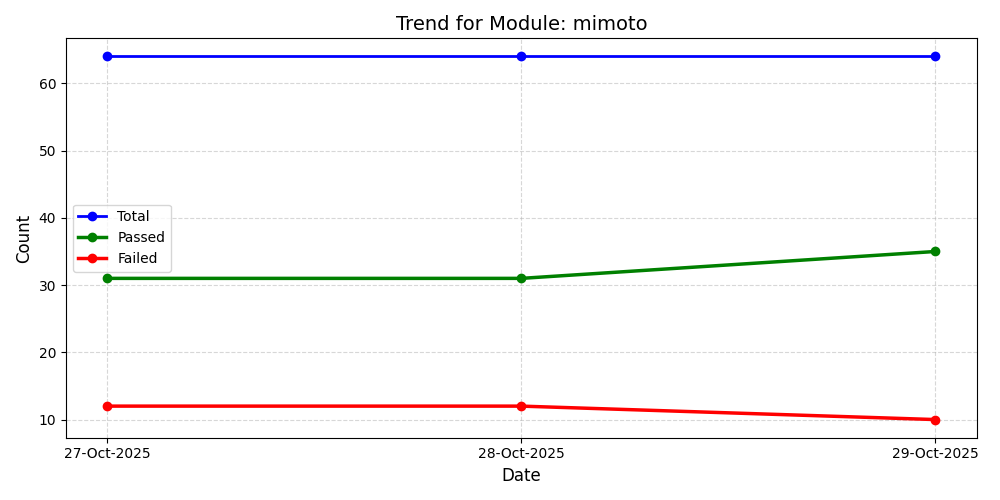 Trend for Module: mimoto
Count
60
50
40
30
20
10
Total
Passed
Failed
27-Oct-2025
28-Oct-2025
29-Oct-2025
Date